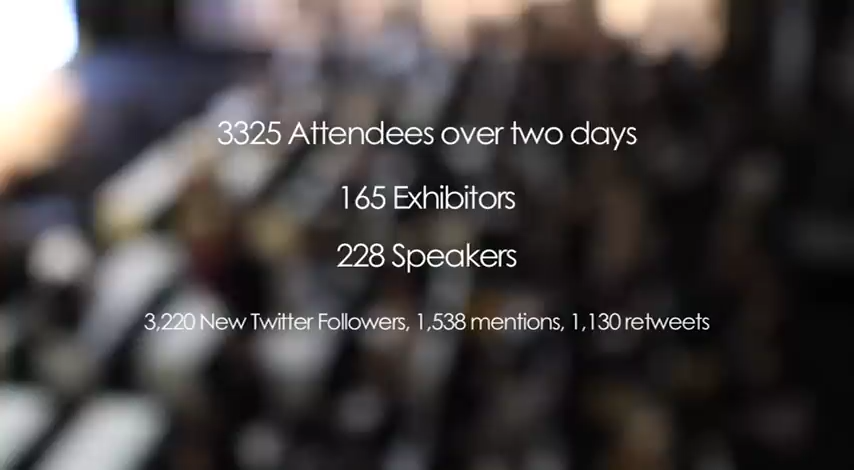 3325 Attendees over two days
165 Exhibitors
228 Speakers
3,220 New Twitter Followers, 1,538 mentions, 1,130 retweets